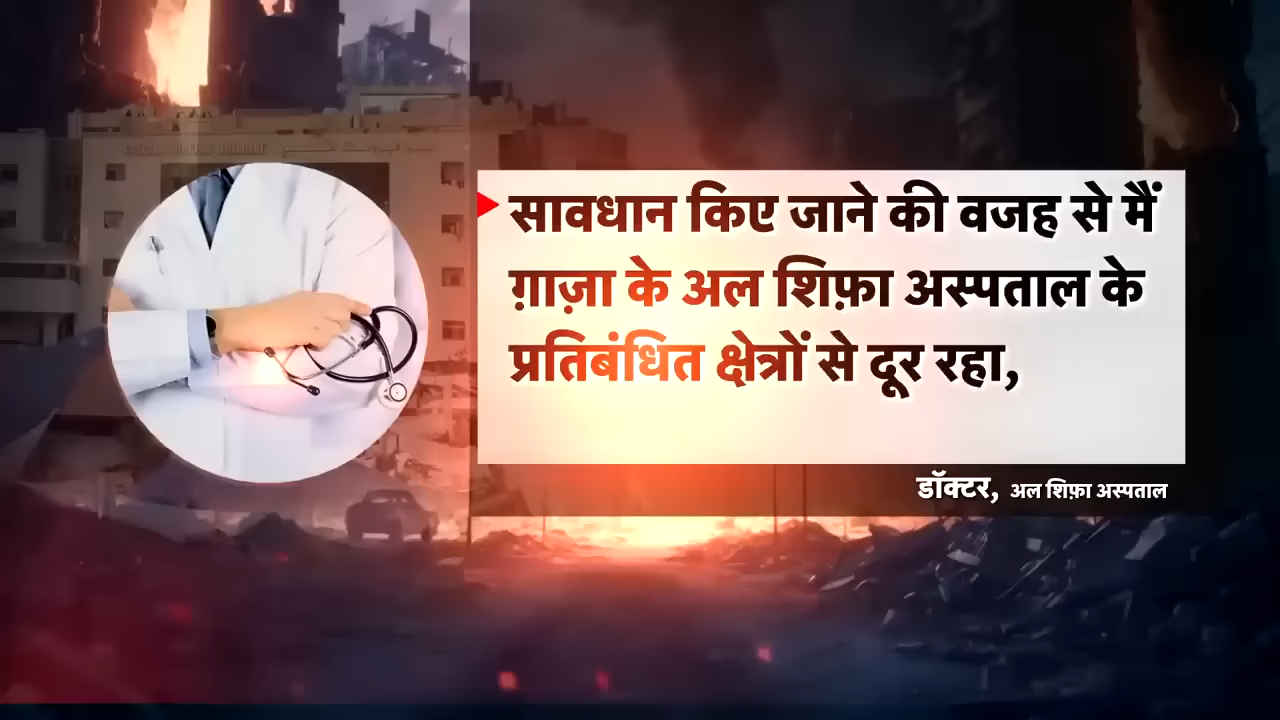 सावधान किए जाने की वजह से मैं
ग़ाज़ा के अल शिफ़ा अस्पताल के
प्रतिबंधित क्षेत्रों से दूर रहा,
डॉक्टर, अल शिफ़ा अस्पताल